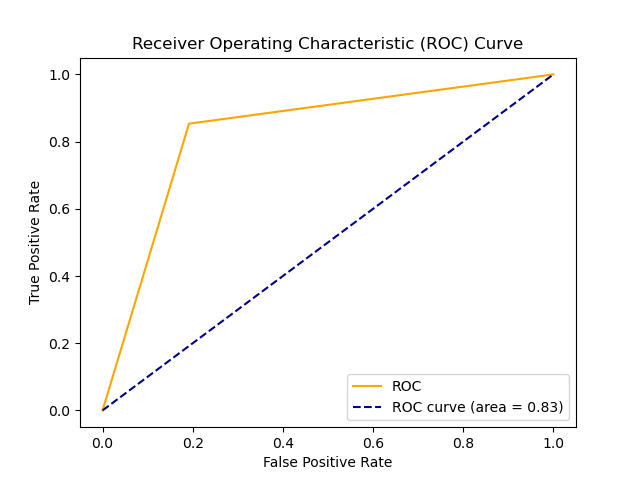 Receiver Operating Characteristic (ROC) Curve
1.0
0.8
0.6
0.4
0.2
0.0
True Positive Rate
0.0 0.2 0.4 0.6 0.8 1.0
False Positive Rate
ROC
ROC curve (area = 0.83)